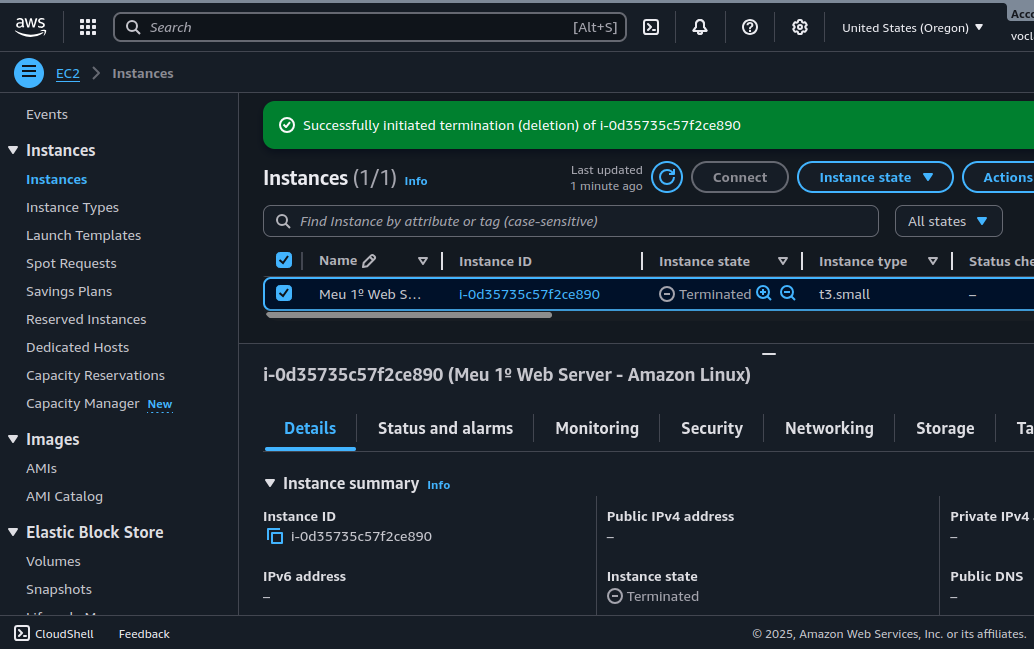 aws
Search [Alt+S]
United States (Oregon)
EC2 Instances
Events
Instances
Instances
Instance Types
Launch Templates
Spot Requests
Savings Plans
Reserved Instances
Dedicated Hosts
Capacity Reservations
Capacity Manager New
Images
AMIs
AMI Catalog
Elastic Block Store
Volumes
Snapshots
CloudShell Feedback
Successfully initiated termination (deletion) of i-0d35735c57f2ce890
Instances (1/1) Info
Last updated
1 minute ago
Connect
Instance state
Actions
Find Instance by attribute or tag (case-sensitive)
All states
Name Instance ID Instance state Instance type Status che
Meu 1º Web S... i-0d35735c57f2ce890 Terminated t3.small –
i-0d35735c57f2ce890 (Meu 1º Web Server - Amazon Linux)
Details Status and alarms Monitoring Security Networking Storage Ta
Instance summary Info
Instance ID
i-0d35735c57f2ce890
Public IPv4 address
–
Private IPv4
–
IPv6 address
–
Instance state
Terminated
Public DNS
–
© 2025, Amazon Web Services, Inc. or its affiliates.